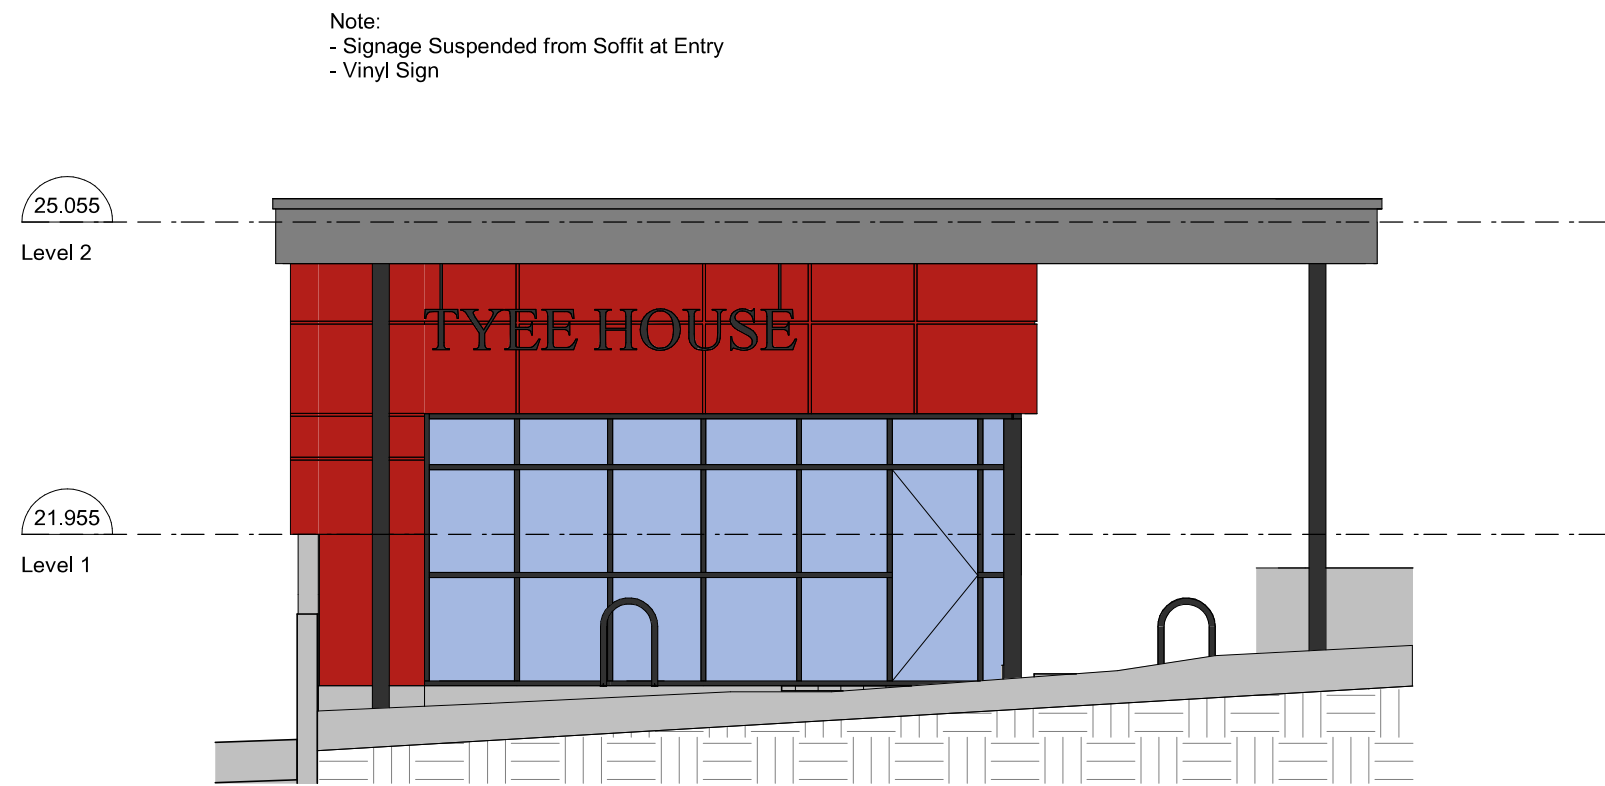 Note:
- Signage Suspended from Soffit at Entry
- Vinyl Sign
25.055
Level 2
TYEE HOUSE
21.955
Level 1